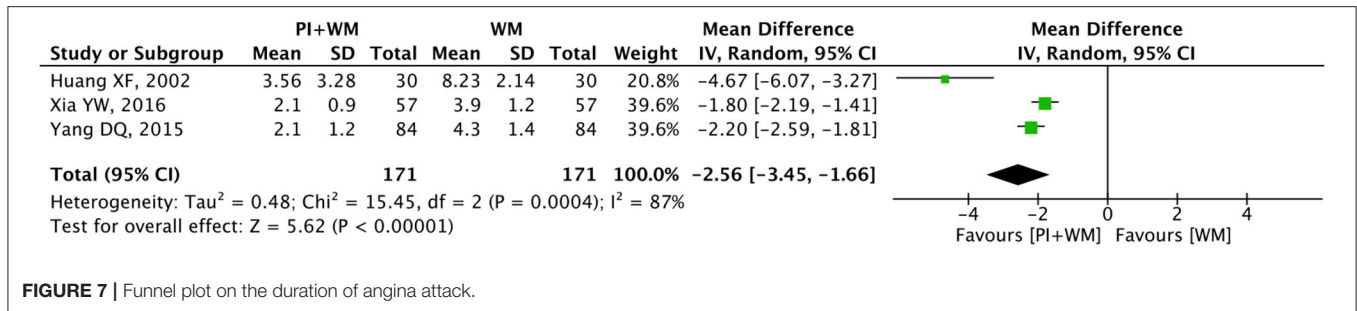 PI+WM WM Mean Difference Mean Difference
Study or Subgroup Mean SD Total Mean SD Total Weight IV, Random, 95% CI IV, Random, 95% CI
Huang XF, 2002 3.56 3.28 30 8.23 2.14 30 20.8% −4.67 [−6.07, −3.27]
Xia YW, 2016 2.1 0.9 57 3.9 1.2 57 39.6% −1.80 [−2.19, −1.41]
Yang DQ, 2015 2.1 1.2 84 4.3 1.4 84 39.6% −2.20 [−2.59, −1.81]
Total (95% CI) 171 171 100.0% −2.56 [−3.45, −1.66]
Heterogeneity: Tau² = 0.48; Chi² = 15.45, df = 2 (P = 0.0004); I² = 87%
Test for overall effect: Z = 5.62 (P < 0.00001)
−4 −2 0 2 4
Favours [PI+WM] Favours [WM]
FIGURE 7 | Funnel plot on the duration of angina attack.